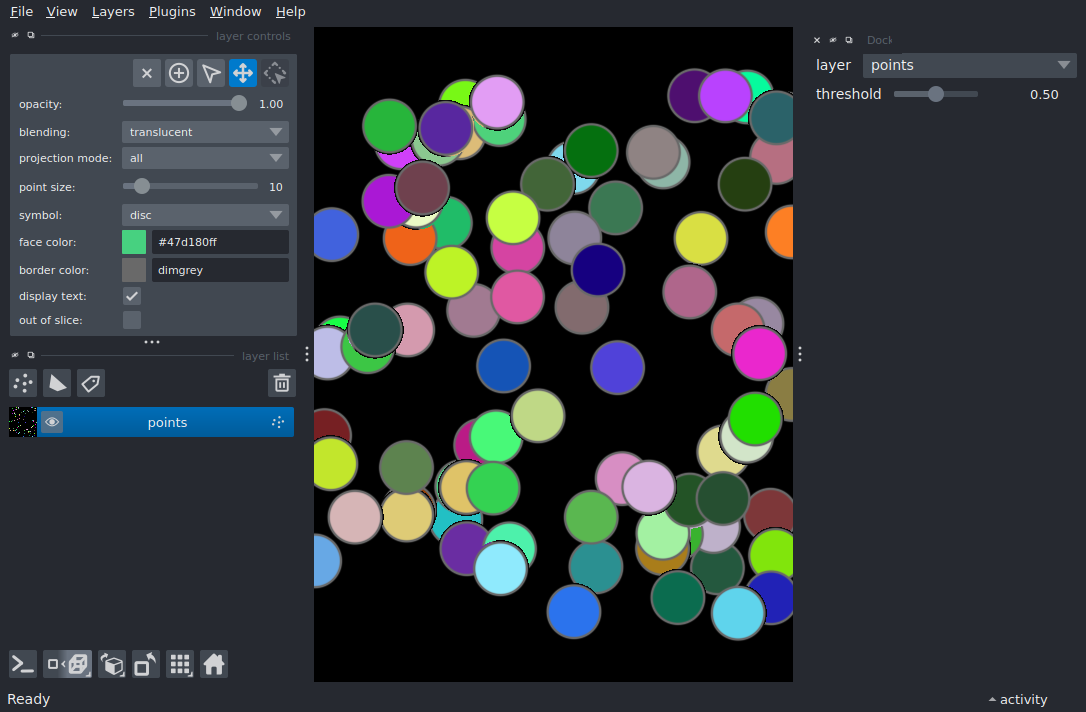 File View Layers Plugins Window Help
layer controls
opacity: 1.00
blending: translucent
projection mode: all
point size: 10
symbol: disc
face color: #47d180ff
border color: dimgrey
display text:
out of slice:
layer list
points
Ready
Dock
layer points
threshold 0.50
activity